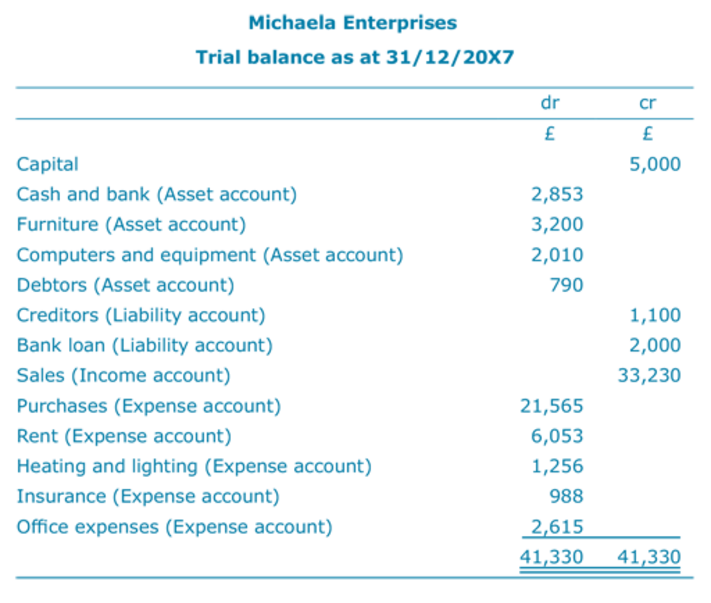 Michaela Enterprises
Trial balance as at 31/12/20X7
dr cr
£ £
Capital 5,000
Cash and bank (Asset account) 2,853
Furniture (Asset account) 3,200
Computers and equipment (Asset account) 2,010
Debtors (Asset account) 790
Creditors (Liability account) 1,100
Bank loan (Liability account) 2,000
Sales (Income account) 33,230
Purchases (Expense account) 21,565
Rent (Expense account) 6,053
Heating and lighting (Expense account) 1,256
Insurance (Expense account) 988
Office expenses (Expense account) 2,615
41,330 41,330